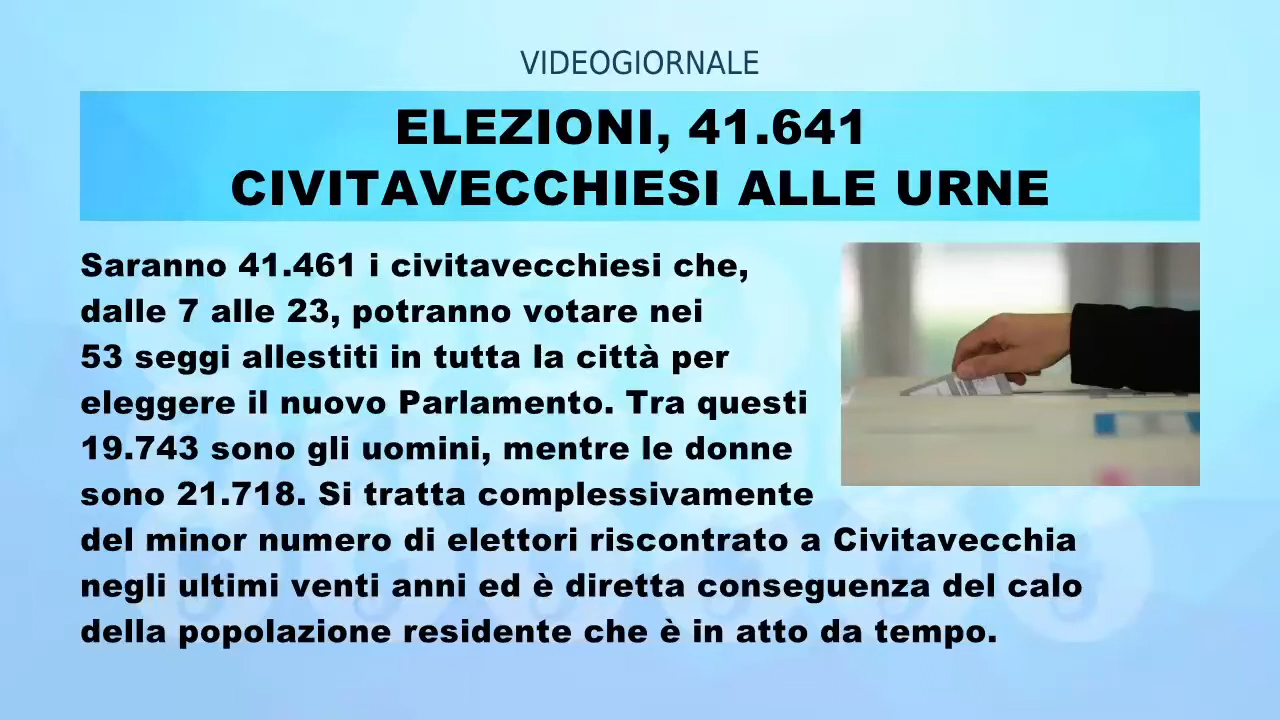 VIDEOGIORNALE
ELEZIONI, 41.641
CIVITAVECCHIESI ALLE URNE
Saranno 41.461 i civitavecchiesi che,
dalle 7 alle 23, potranno votare nei
53 seggi allestiti in tutta la città per
eleggere il nuovo Parlamento. Tra questi
19.743 sono gli uomini, mentre le donne
sono 21.718. Si tratta complessivamente
del minor numero di elettori riscontrato a Civitavecchia
negli ultimi venti anni ed è diretta conseguenza del calo
della popolazione residente che è in atto da tempo.